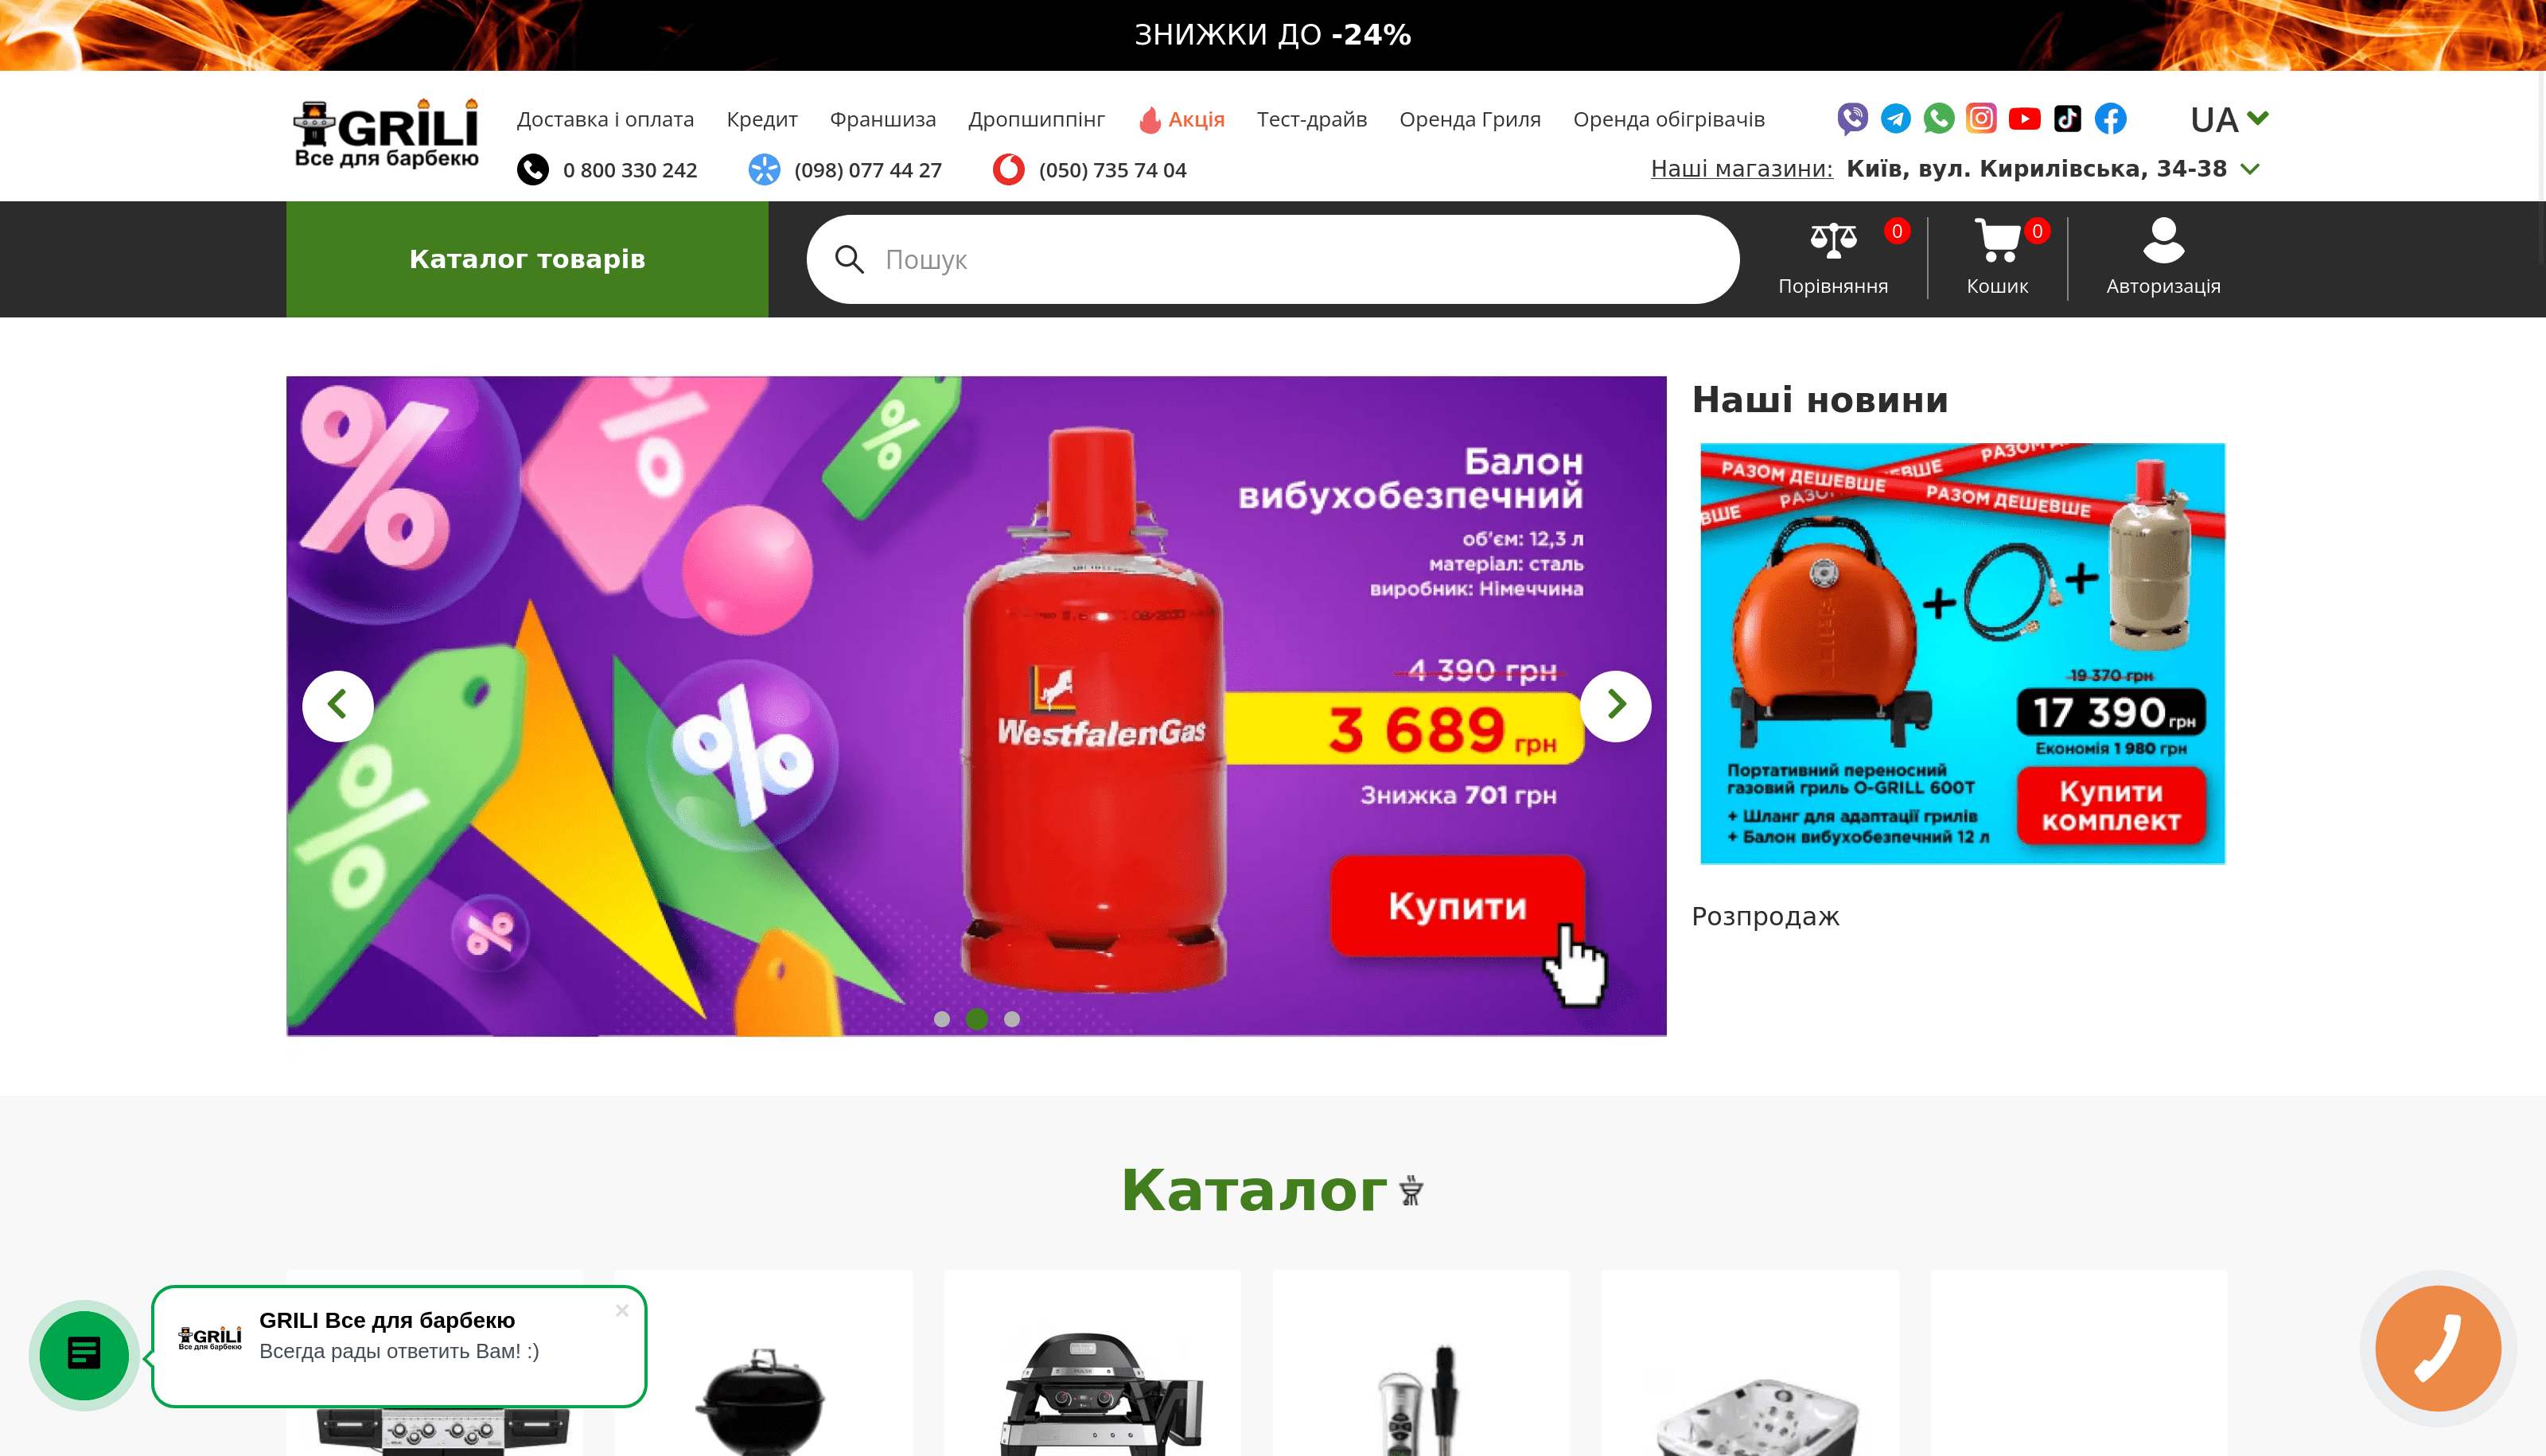 ЗНИЖКИ ДО -24%
GRILI
Все для барбекю
Доставка і оплата
Кредит
Франшиза
Дропшиппінг
Акція
Тест-драйв
Оренда Гриля
Оренда обігрівачів
UA
0 800 330 242
(098) 077 44 27
(050) 735 74 04
Наші магазини: Київ, вул. Кирилівська, 34-38
Каталог товарів
Пошук
0
Порівняння
0
Кошик
Авторизація
Балон
вибухобезпечний
об'єм: 12,3 л
матеріал: сталь
виробник: Німеччина
4 390 грн
3 689 грн
Знижка 701 грн
Купити
WestfalenGas
Наші новини
РАЗОМ ДЕШЕВШЕ
РАЗОМ ДЕШЕВШЕ
19 370 грн
17 390 грн
Економія 1 980 грн
Портативний переносний
газовий гриль O-GRILL 600T
+ Шланг для адаптації грилів
+ Балон вибухобезпечний 12 л
Купити
комплект
Розпродаж
Каталог
GRILI
Все для барбекю
GRILI Все для барбекю
Всегда рады ответить Вам! :)